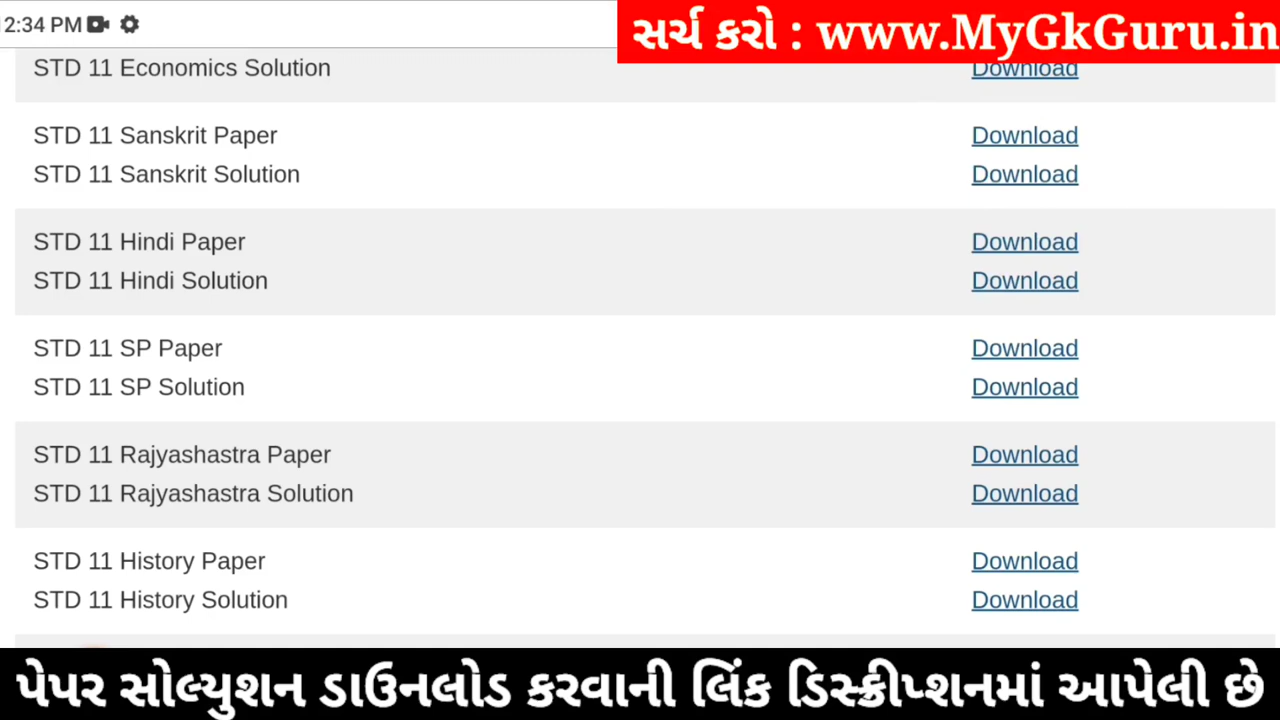 12:34 PM
સર્ચ કરો : www.MyGkGuru.in
STD 11 Economics Solution Download
STD 11 Sanskrit Paper Download
STD 11 Sanskrit Solution Download
STD 11 Hindi Paper Download
STD 11 Hindi Solution Download
STD 11 SP Paper Download
STD 11 SP Solution Download
STD 11 Rajyashastra Paper Download
STD 11 Rajyashastra Solution Download
STD 11 History Paper Download
STD 11 History Solution Download
પેપર સોલ્યુશન ડાઉનલોડ કરવાની લિંક ડિસ્ક્રીપ્શનમાં આપેલી છે